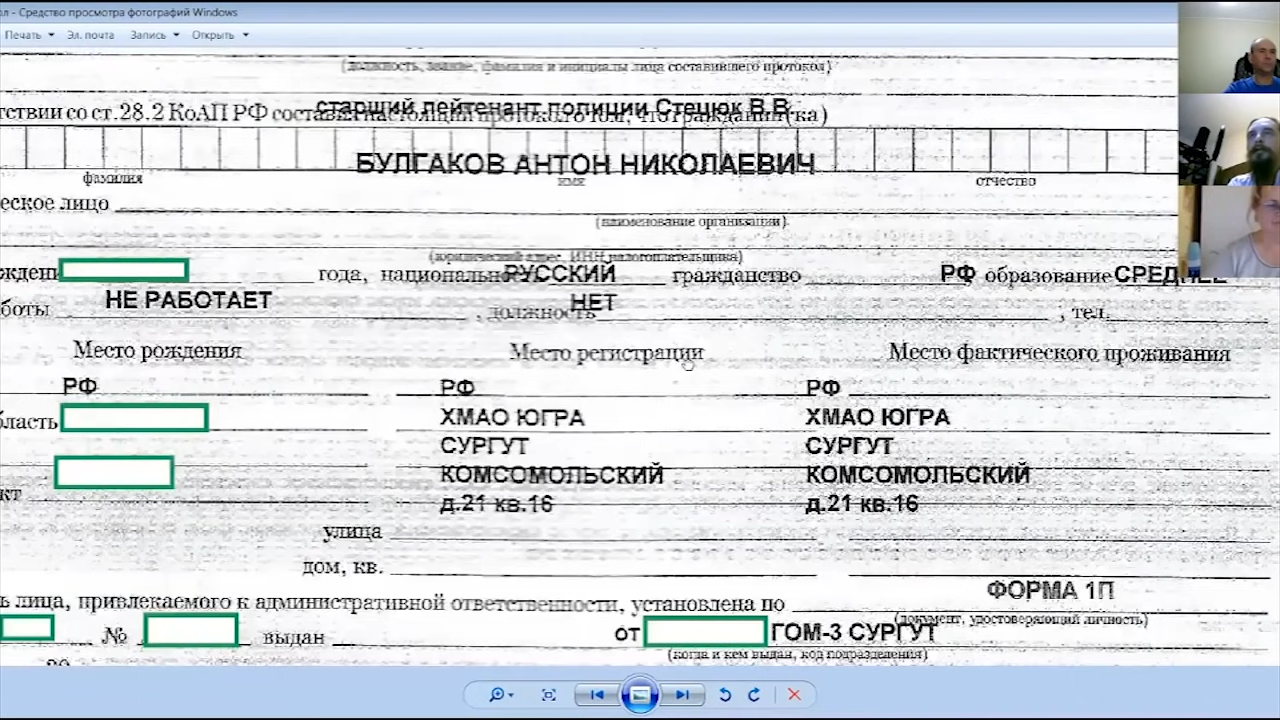 ол - Средство просмотра фотографий Windows
Печать Эл. почта Запись Открыть
(должность, звание, фамилия и инициалы лица составившего протокол)
старший лейтенант полиции Стецюк В.В.
тствии со ст. 28.2 КоАП РФ составил настоящий протокол о том, что гражданин (ка)
БУЛГАКОВ АНТОН НИКОЛАЕВИЧ
фамилия имя отчество
еское лицо
(наименование организации)
(юридический адрес, ИНН налогоплательщика)
ждени года, национально РУССКИЙ гражданство РФ образование СРЕДНЕЕ
НЕ РАБОТАЕТ НЕТ
боты , должность , тел.
Место рождения Место регистрации Место фактического проживания
РФ РФ РФ
бласть ХМАО ЮГРА ХМАО ЮГРА
СУРГУТ СУРГУТ
КОМСОМОЛЬСКИЙ КОМСОМОЛЬСКИЙ
кт д.21 кв.16 д.21 кв.16
улица
дом, кв.
ФОРМА 1П
ь лица, привлекаемого к административной ответственности, установлена по
(документ, удостоверяющий личность)
№ выдан от ГОМ-3 СУРГУТ
(когда и кем выдан, код подразделения)